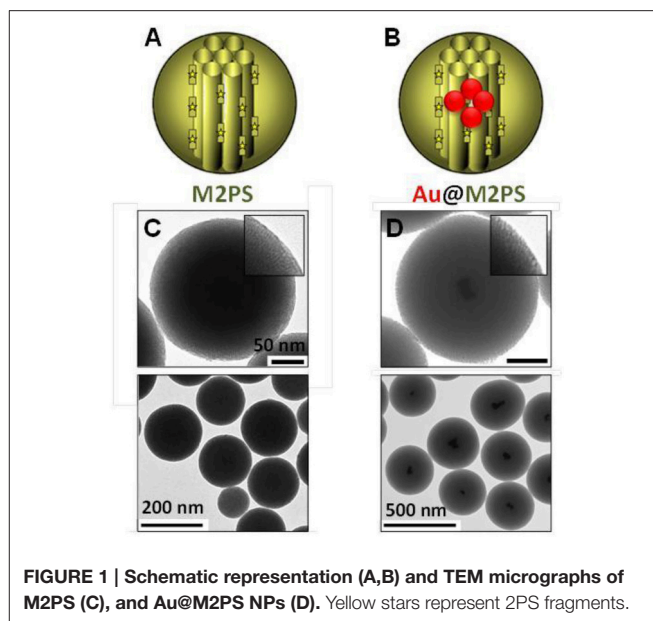 A B
M2PS Au@M2PS
C D
50 nm
200 nm 500 nm
FIGURE 1 | Schematic representation (A,B) and TEM micrographs of
M2PS (C), and Au@M2PS NPs (D). Yellow stars represent 2PS fragments.